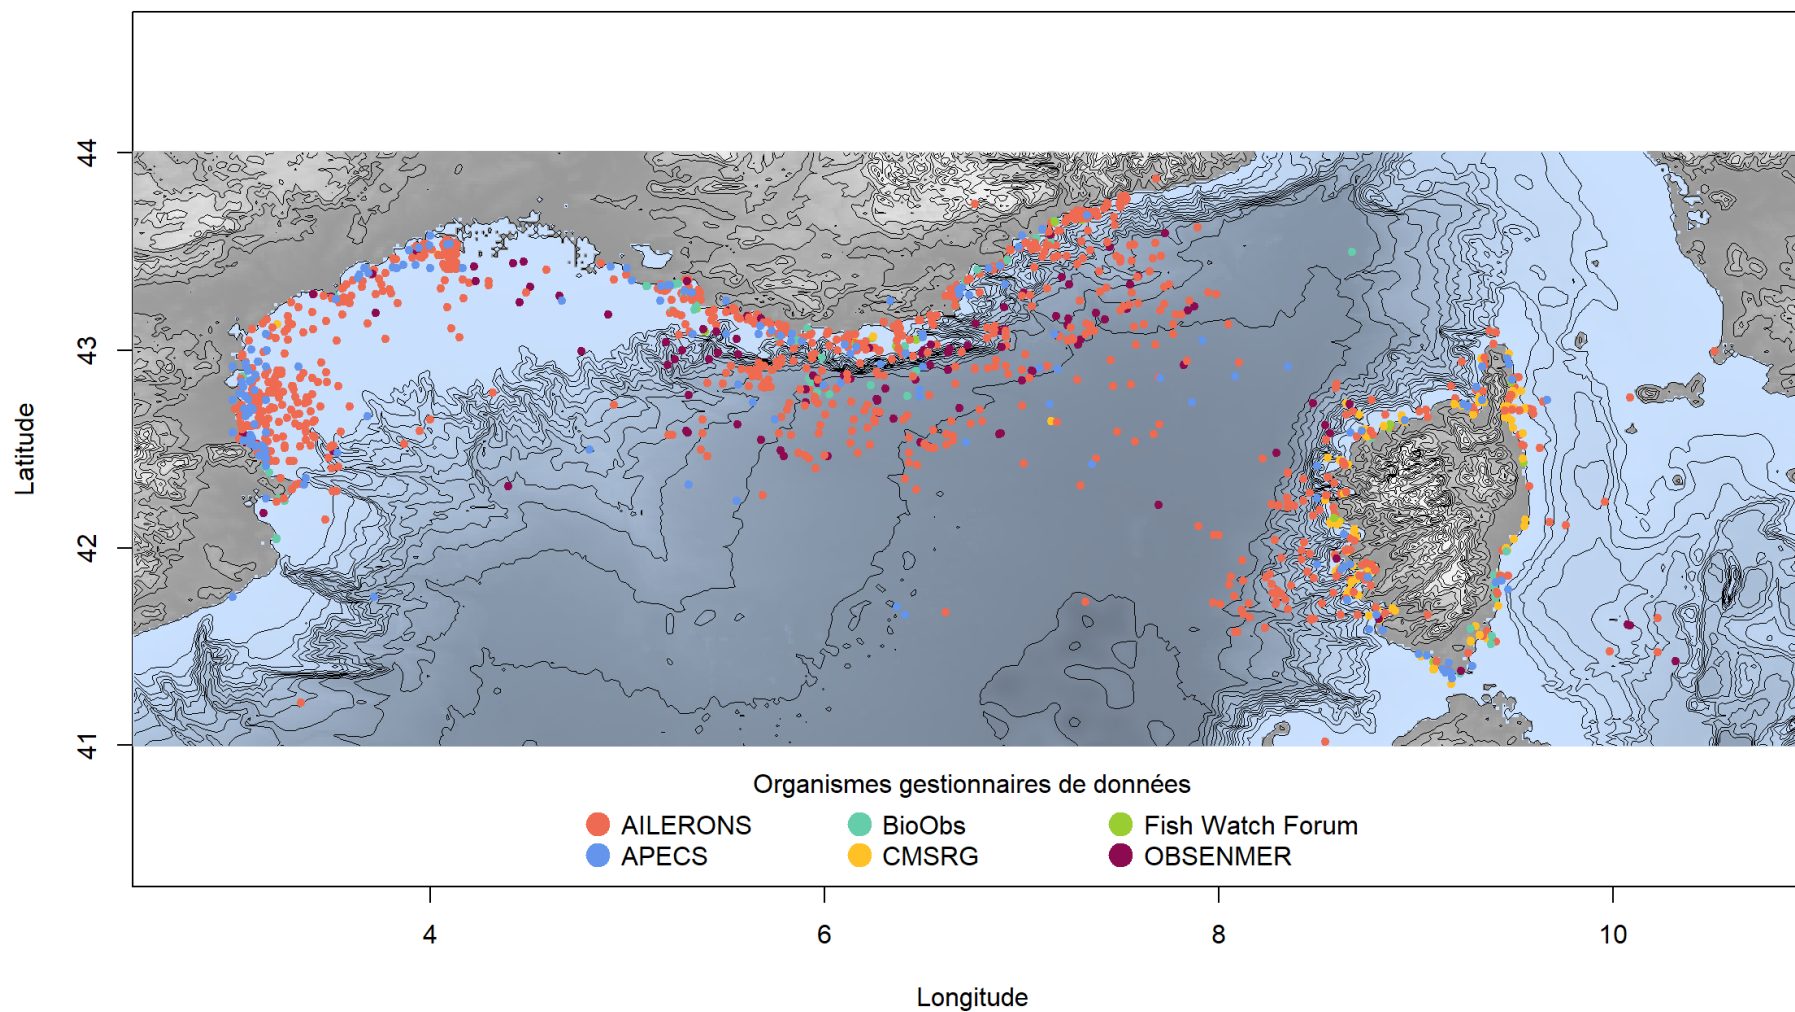 44
43
42
41
Latitude
Organismes gestionnaires de données
AILERONS BioObs Fish Watch Forum
APECS CMSRG OBSENMER
4 6 8 10
Longitude